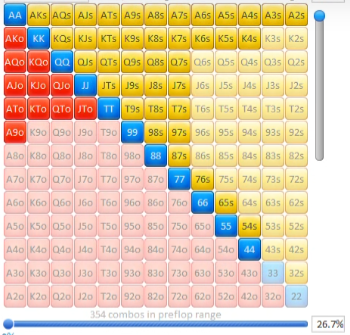 AA AKs AQs AJs ATs A9s A8s A7s A6s A5s A4s A3s A2s
AKo KK KQs KJs KTs K9s K8s K7s K6s K5s K4s K3s K2s
AQo KQo QQ QJs QTs Q9s Q8s Q7s Q6s Q5s Q4s Q3s Q2s
AJo KJo QJo JJ JTs J9s J8s J7s J6s J5s J4s J3s J2s
ATo KTo QTo JTo TT T9s T8s T7s T6s T5s T4s T3s T2s
A9o K9o Q9o J9o T9o 99 98s 97s 96s 95s 94s 93s 92s
A8o K8o Q8o J8o T8o 98o 88 87s 86s 85s 84s 83s 82s
A7o K7o Q7o J7o T7o 97o 87o 77 76s 75s 74s 73s 72s
A6o K6o Q6o J6o T6o 96o 86o 76o 66 65s 64s 63s 62s
A5o K5o Q5o J5o T5o 95o 85o 75o 65o 55 54s 53s 52s
A4o K4o Q4o J4o T4o 94o 84o 74o 64o 54o 44 43s 42s
A3o K3o Q3o J3o T3o 93o 83o 73o 63o 53o 43o 33 32s
A2o K2o Q2o J2o T2o 92o 82o 72o 62o 52o 42o 32o 22
354 combos in preflop range
26.7%